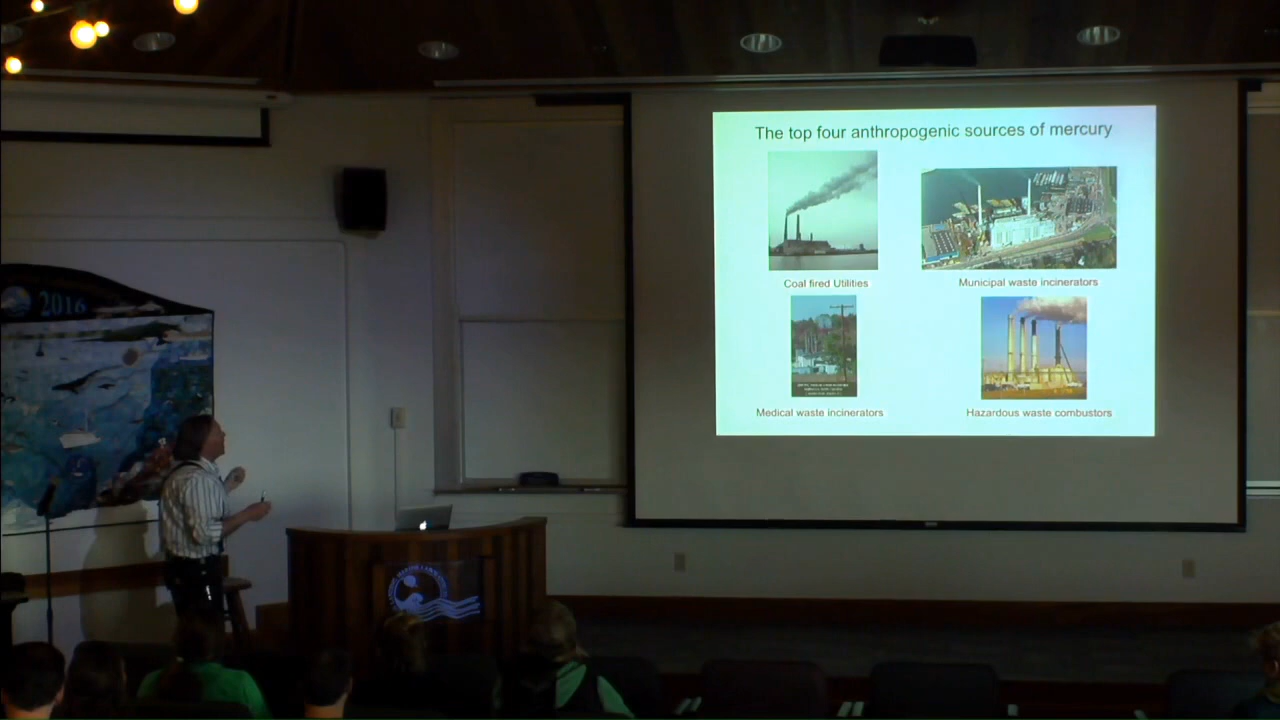 The top four anthropogenic sources of mercury
Coal fired Utilities
Municipal waste incinerators
Medical waste incinerators
Hazardous waste combustors
2016